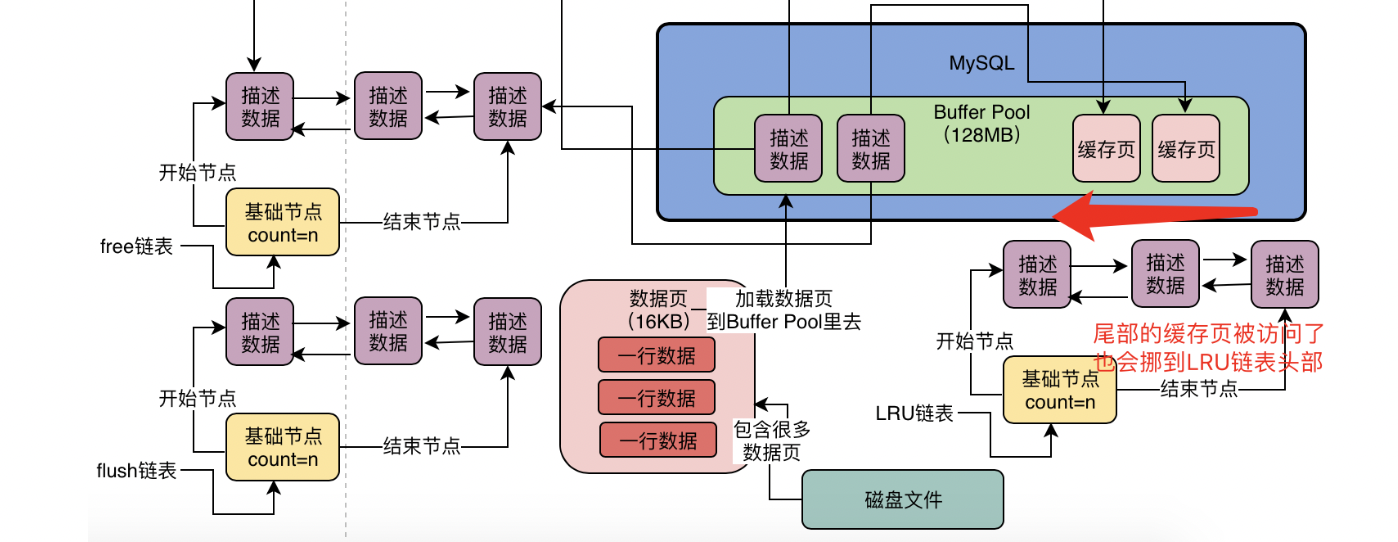 描述
数据
描述
数据
描述
数据
开始节点
基础节点
count=n
结束节点
free链表
描述
数据
描述
数据
描述
数据
开始节点
基础节点
count=n
结束节点
flush链表
MySQL
Buffer Pool
（128MB）
描述
数据
描述
数据
缓存页
缓存页
数据页
（16KB）
加载数据页
到Buffer Pool里去
一行数据
一行数据
一行数据
包含很多
数据页
磁盘文件
描述
数据
描述
数据
描述
数据
尾部的缓存页被访问了
也会挪到LRU链表头部
开始节点
基础节点
count=n
结束节点
LRU链表